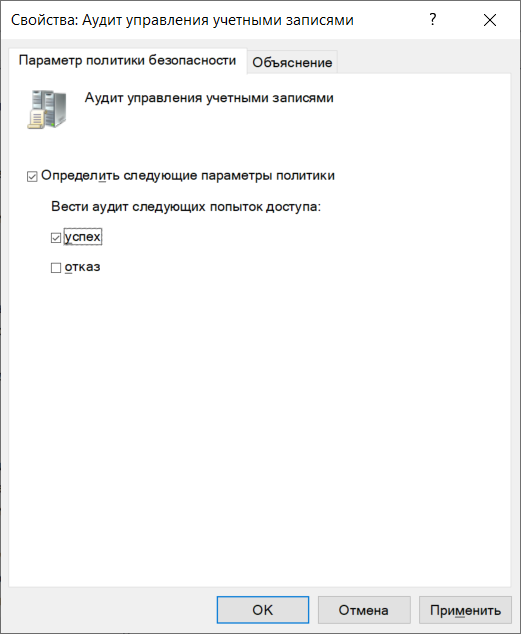 Свойства: Аудит управления учетными записями
?
Параметр политики безопасности
Объяснение
Аудит управления учетными записями
Определить следующие параметры политики
Вести аудит следующих попыток доступа:
успех
отказ
OK
Отмена
Применить